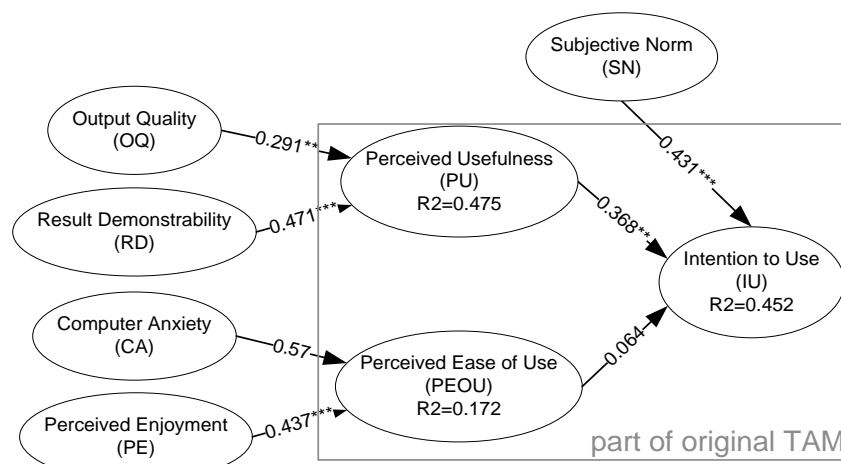 Subjective Norm
(SN)
Output Quality
(OQ)
0.291**
Perceived Usefulness
(PU)
R2=0.475
0.431***
Result Demonstrability
(RD)
0.471***
0.368**
Intention to Use
(IU)
R2=0.452
Computer Anxiety
(CA)
0.57
Perceived Ease of Use
(PEOU)
R2=0.172
0.064
Perceived Enjoyment
(PE)
0.437***
part of original TAM